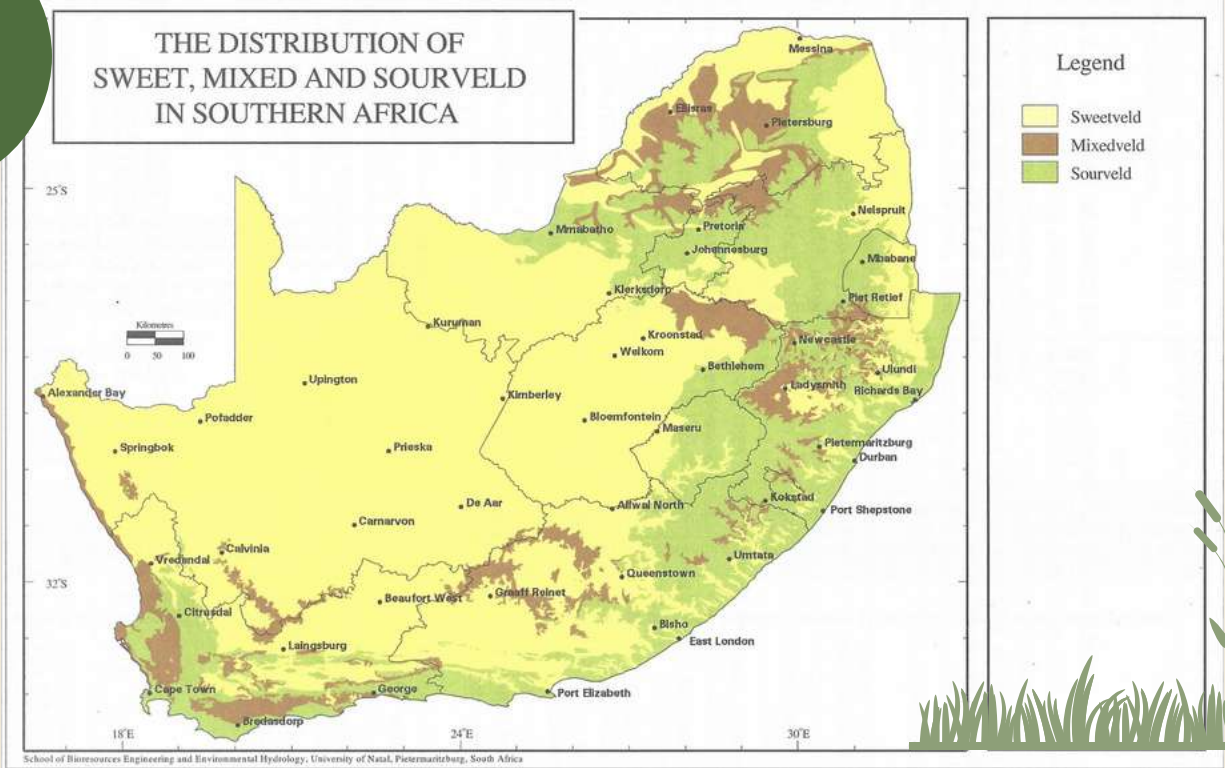 THE DISTRIBUTION OF
SWEET, MIXED AND SOURVELD
IN SOUTHERN AFRICA
Legend
Sweetveld
Mixedveld
Sourveld
Messina
Ellisras
Pietersburg
25°S
Nelspruit
Mmabatho
Pretoria
Johannesburg
Mbabane
Klerksdorp
Piet Retief
Kilometres
0 50 100
Kuruman
Kroonstad
Newcastle
Welkom
Bethlehem
Ulundi
Upington
Ladysmith
Richards Bay
Alexander Bay
Kimberley
Pofadder
Bloemfontein
Maseru
Springbok
Prieska
Pietermaritzburg
Durban
De Aar
Aliwal North
Kokstad
Port Shepstone
Carnarvon
Calvinia
Vredendal
Umtata
32°S
Queenstown
Beaufort West
Graaff Reinet
Citrusdal
Bisho
East London
Laingsburg
Cape Town
George
Port Elizabeth
Bredasdorp
18°E
24°E
30°E
School of Bioresources Engineering and Environmental Hydrology, University of Natal, Pietermaritzburg, South Africa